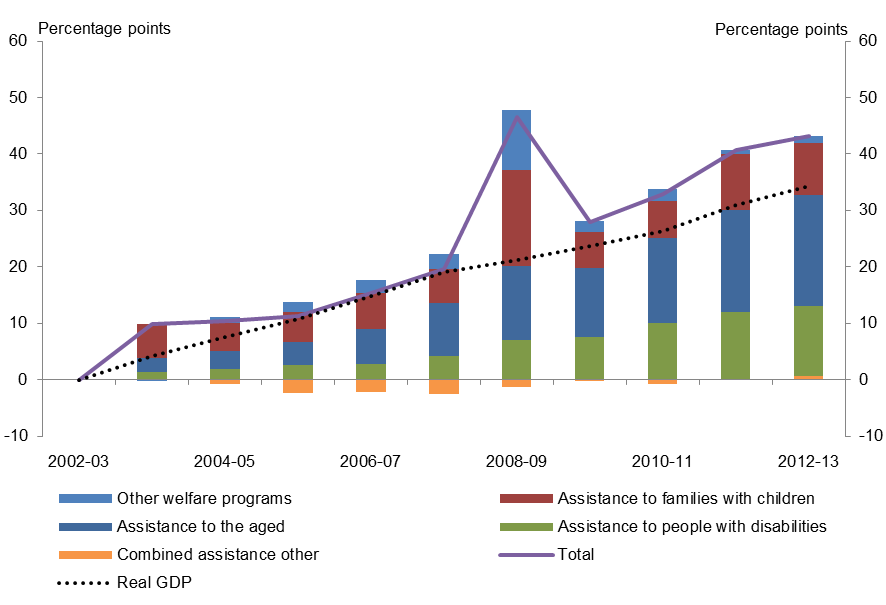 Percentage points Percentage points
60 60
50 50
40 40
30 30
20 20
10 10
0 0
-10 -10
2002-03 2004-05 2006-07 2008-09 2010-11 2012-13
Other welfare programs Assistance to families with children
Assistance to the aged Assistance to people with disabilities
Combined assistance other Total
Real GDP